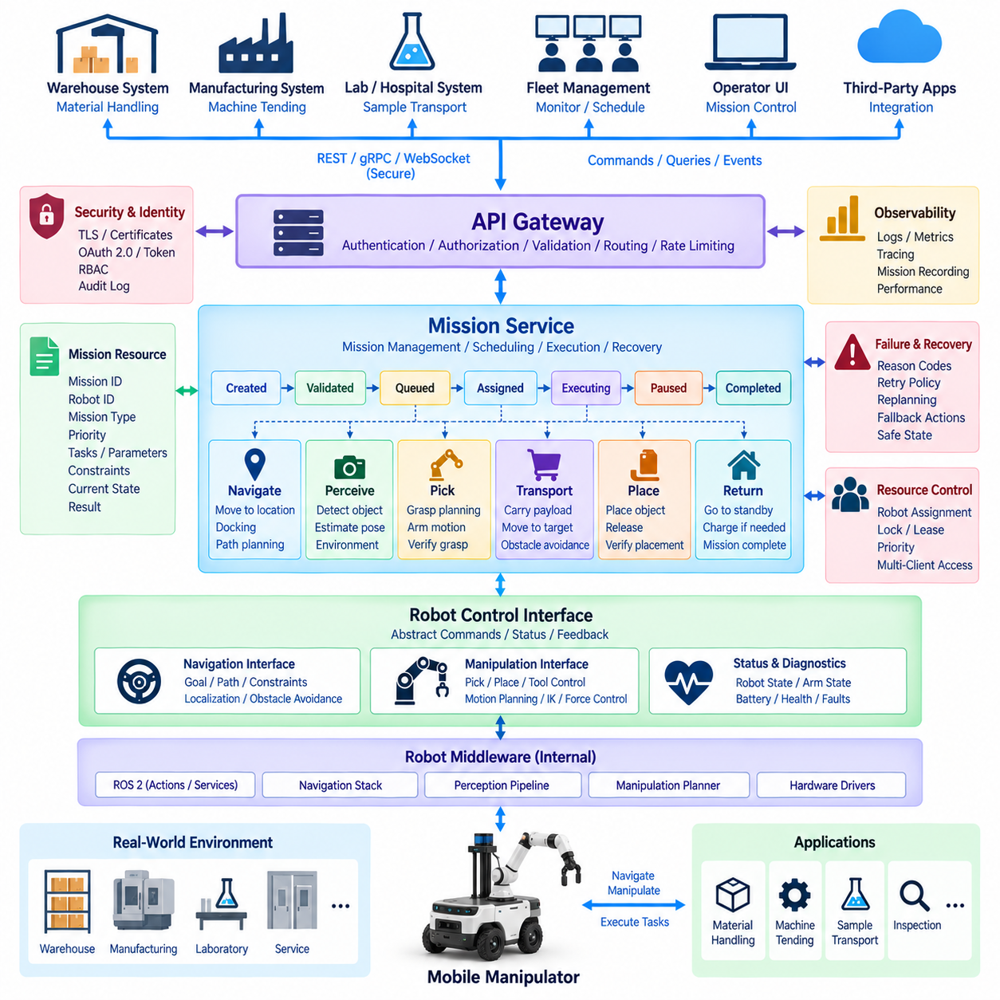 Warehouse System
Material Handling
Manufacturing System
Machine Tending
Lab / Hospital System
Sample Transport
Fleet Management
Monitor / Schedule
Operator UI
Mission Control
Third-Party Apps
Integration
REST / gRPC / WebSocket
(Secure)
Commands / Queries / Events
Security & Identity
TLS / Certificates
OAuth 2.0 / Token
RBAC
Audit Log
API Gateway
Authentication / Authorization / Validation / Routing / Rate Limiting
Observability
Logs / Metrics
Tracing
Mission Recording
Performance
Mission Resource
Mission ID
Robot ID
Mission Type
Priority
Tasks / Parameters
Constraints
Current State
Result
Mission Service
Mission Management / Scheduling / Execution / Recovery
Created
Validated
Queued
Assigned
Executing
Paused
Completed
Navigate
Move to location
Docking
Path planning
Perceive
Detect object
Estimate pose
Environment
Pick
Grasp planning
Arm motion
Verify grasp
Transport
Carry payload
Move to target
Obstacle avoidance
Place
Place object
Release
Verify placement
Return
Go to standby
Charge if needed
Mission complete
Failure & Recovery
Reason Codes
Retry Policy
Replanning
Fallback Actions
Safe State
Resource Control
Robot Assignment
Lock / Lease
Priority
Multi-Client Access
Robot Control Interface
Abstract Commands / Status / Feedback
Navigation Interface
Goal / Path / Constraints
Localization / Obstacle Avoidance
Manipulation Interface
Pick / Place / Tool Control
Motion Planning / IK / Force Control
Status & Diagnostics
Robot State / Arm State
Battery / Health / Faults
Robot Middleware (Internal)
ROS 2 (Actions / Services)
Navigation Stack
Perception Pipeline
Manipulation Planner
Hardware Drivers
Real-World Environment
Warehouse
Manufacturing
Laboratory
Service
...
Mobile Manipulator
Navigate
Manipulate
Execute Tasks
Applications
Material
Handling
Machine
Tending
Sample
Transport
Inspection
...